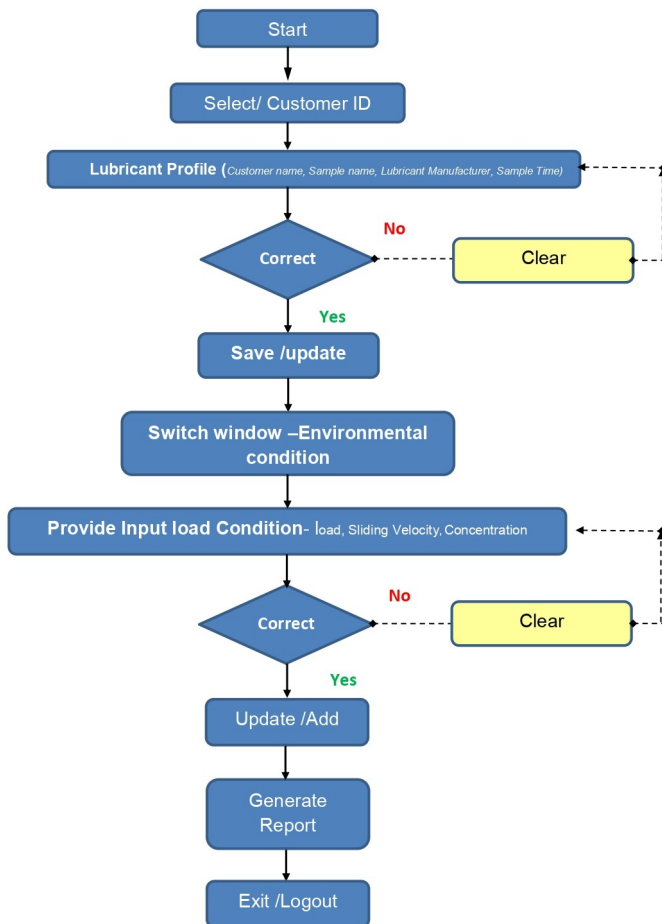 Start
Select/ Customer ID
Lubricant Profile (Customer name, Sample name, Lubricant Manufacturer, Sample Time)
No
Correct
Clear
Yes
Save /update
Switch window –Environmental
condition
Provide Input load Condition- load, Sliding Velocity, Concentration
No
Correct
Clear
Yes
Update /Add
Generate
Report
Exit /Logout